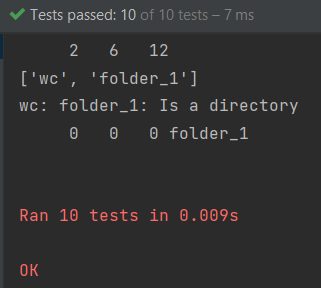 Tests passed: 10 of 10 tests – 7 ms
2 6 12
['wc', 'folder_1']
wc: folder_1: Is a directory
0 0 0 folder_1
Ran 10 tests in 0.009s
OK